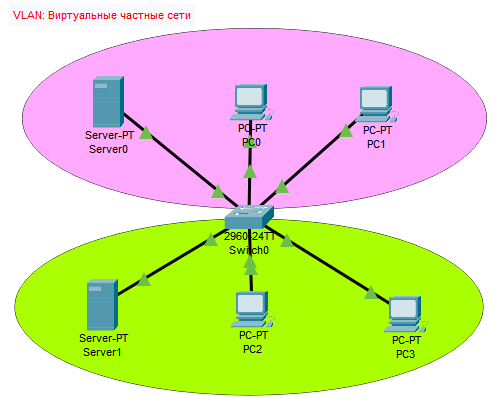 VLAN: Виртуальные частные сети
Server-PT
Server0
PC-PT
PC0
PC-PT
PC1
2960-24TT
Switch0
Server-PT
Server1
PC-PT
PC2
PC-PT
PC3